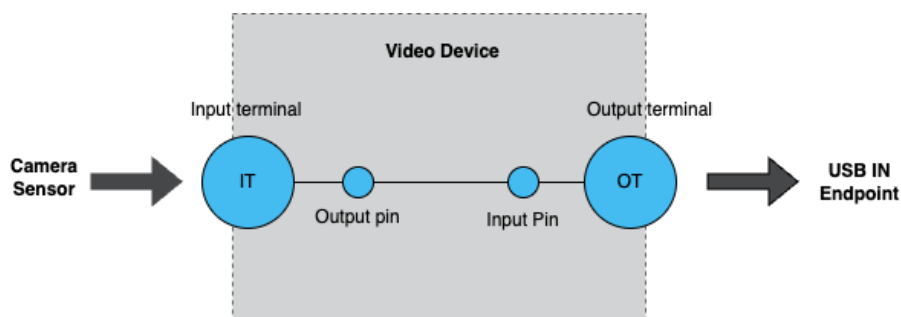 Video Device
Input terminal
Output terminal
Camera
Sensor
IT
OT
USB IN
Endpoint
Output pin
Input Pin